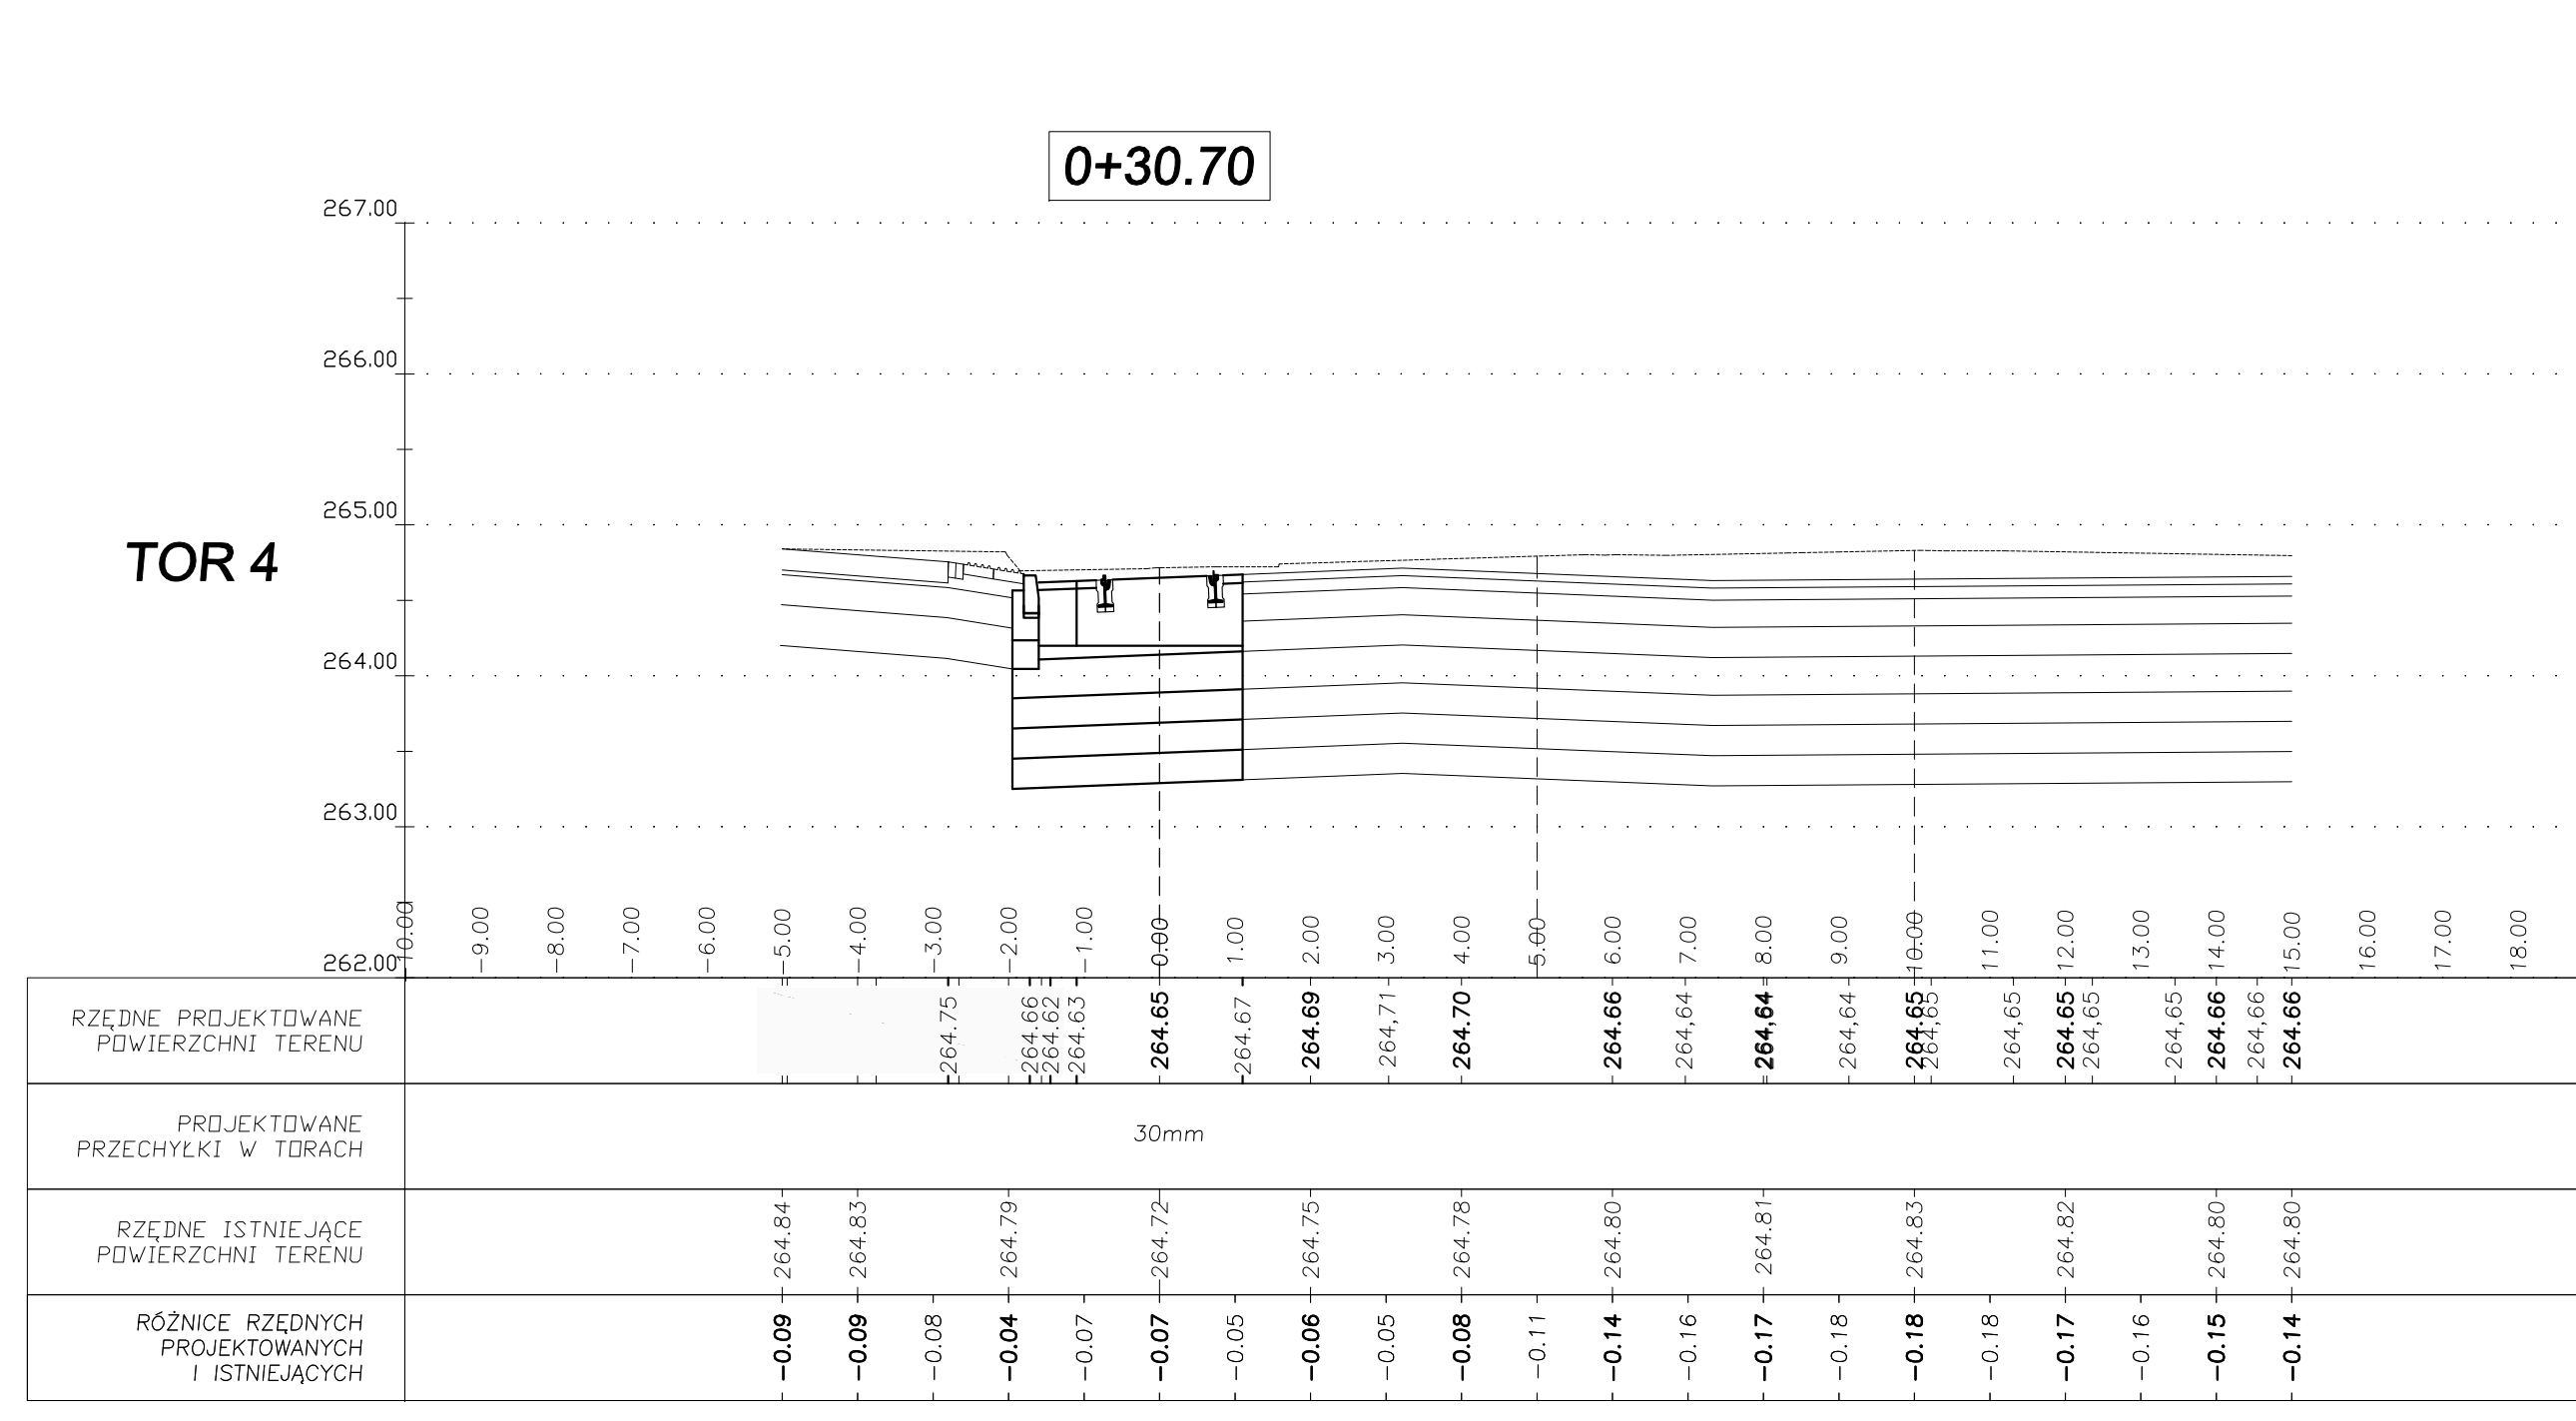 0+30.70
267.00
266.00
265.00
TOR 4
264.00
263.00
262.00
-10.00 -9.00 -8.00 -7.00 -6.00 -5.00 -4.00 -3.00 -2.00 -1.00 0.00 1.00 2.00 3.00 4.00 5.00 6.00 7.00 8.00 9.00 10.00 11.00 12.00 13.00 14.00 15.00 16.00 17.00 18.00
RZĘDNE PROJEKTOWANE
POWIERZCHNI TERENU
264.75 264.66 264.62 264.63 264.65 264.67 264.69 264,71 264.70 264.66 264,64 264.64 264,64 264.65 264,65 264,65 264.65 264,65 264,65 264.66 264,66 264.66
PROJEKTOWANE
PRZECHYŁKI W TORACH
30mm
RZĘDNE ISTNIEJĄCE
POWIERZCHNI TERENU
264.84 264.83 264.79 264.72 264.75 264.78 264.80 264.81 264.83 264.82 264.80 264.80
RÓŻNICE RZĘDNYCH
PROJEKTOWANYCH
I ISTNIEJĄCYCH
-0.09 -0.09 -0.08 -0.04 -0.07 -0.07 -0.05 -0.06 -0.05 -0.08 -0.11 -0.14 -0.16 -0.17 -0.18 -0.18 -0.18 -0.17 -0.16 -0.15 -0.14